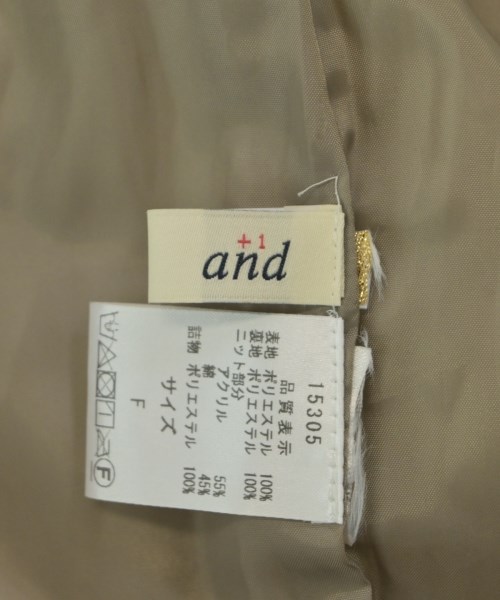 +1
and
15305
品質表示
表地 ポリエステル 100%
裏地 ポリエステル 100%
ニット部分
アクリル 55%
綿 45%
詰物 ポリエステル 100%
サイズ
F
F